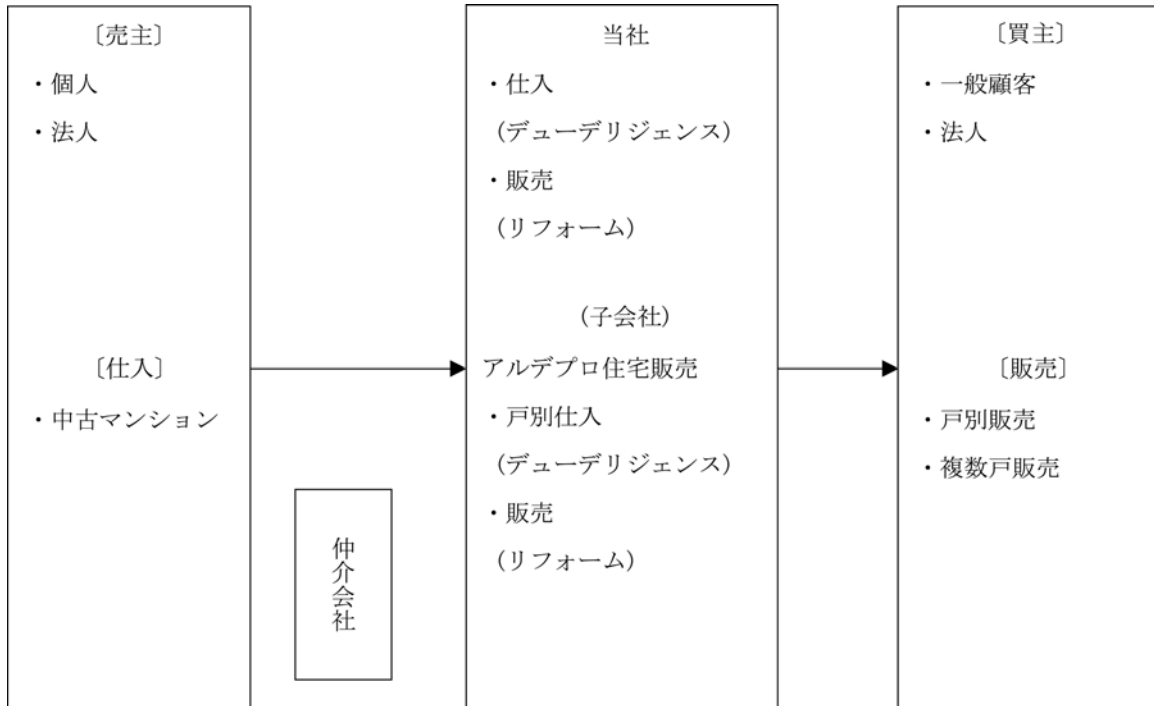 〔売主〕
・個人
・法人
〔仕入〕
・中古マンション
仲介会社
当社
・仕入
(デューデリジェンス)
・販売
(リフォーム)
(子会社)
アルデプロ住宅販売
・戸別仕入
(デューデリジェンス)
・販売
(リフォーム)
〔買主〕
・一般顧客
・法人
〔販売〕
・戸別販売
・複数戸販売